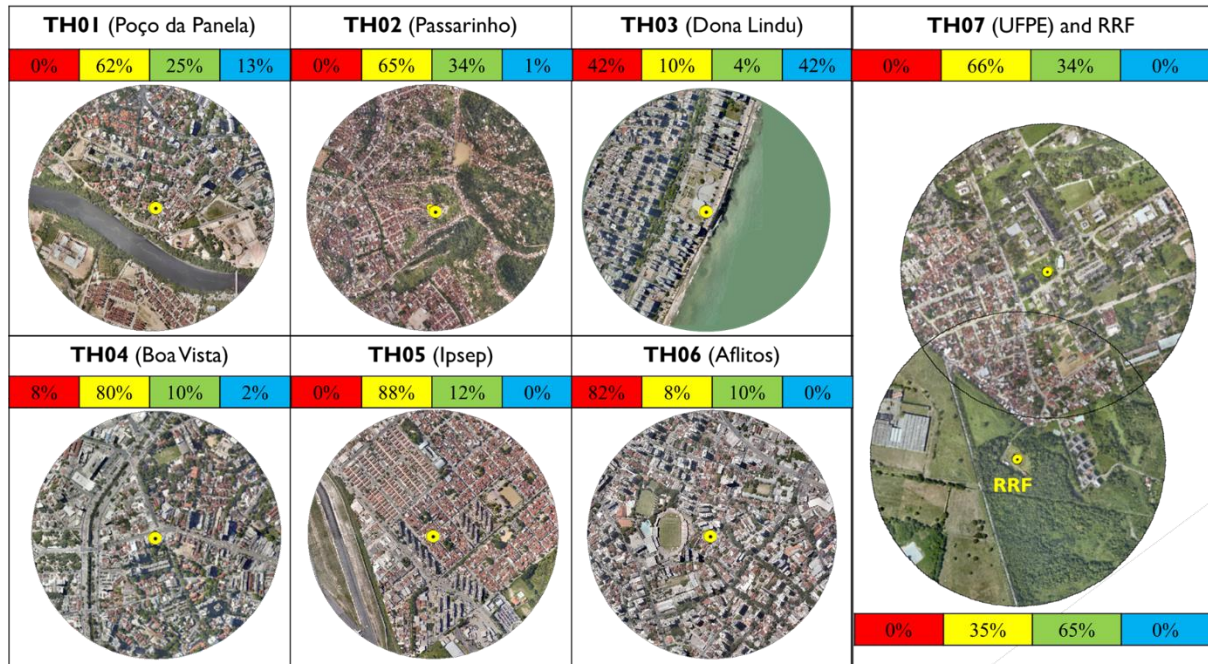 TH01 (Poço da Panela)
0% 62% 25% 13%
TH02 (Passarinho)
0% 65% 34% 1%
TH03 (Dona Lindu)
42% 10% 4% 42%
TH07 (UFPE) and RRF
0% 66% 34% 0%
TH04 (Boa Vista)
8% 80% 10% 2%
TH05 (Ipsep)
0% 88% 12% 0%
TH06 (Aflitos)
82% 8% 10% 0%
RRF
0% 35% 65% 0%